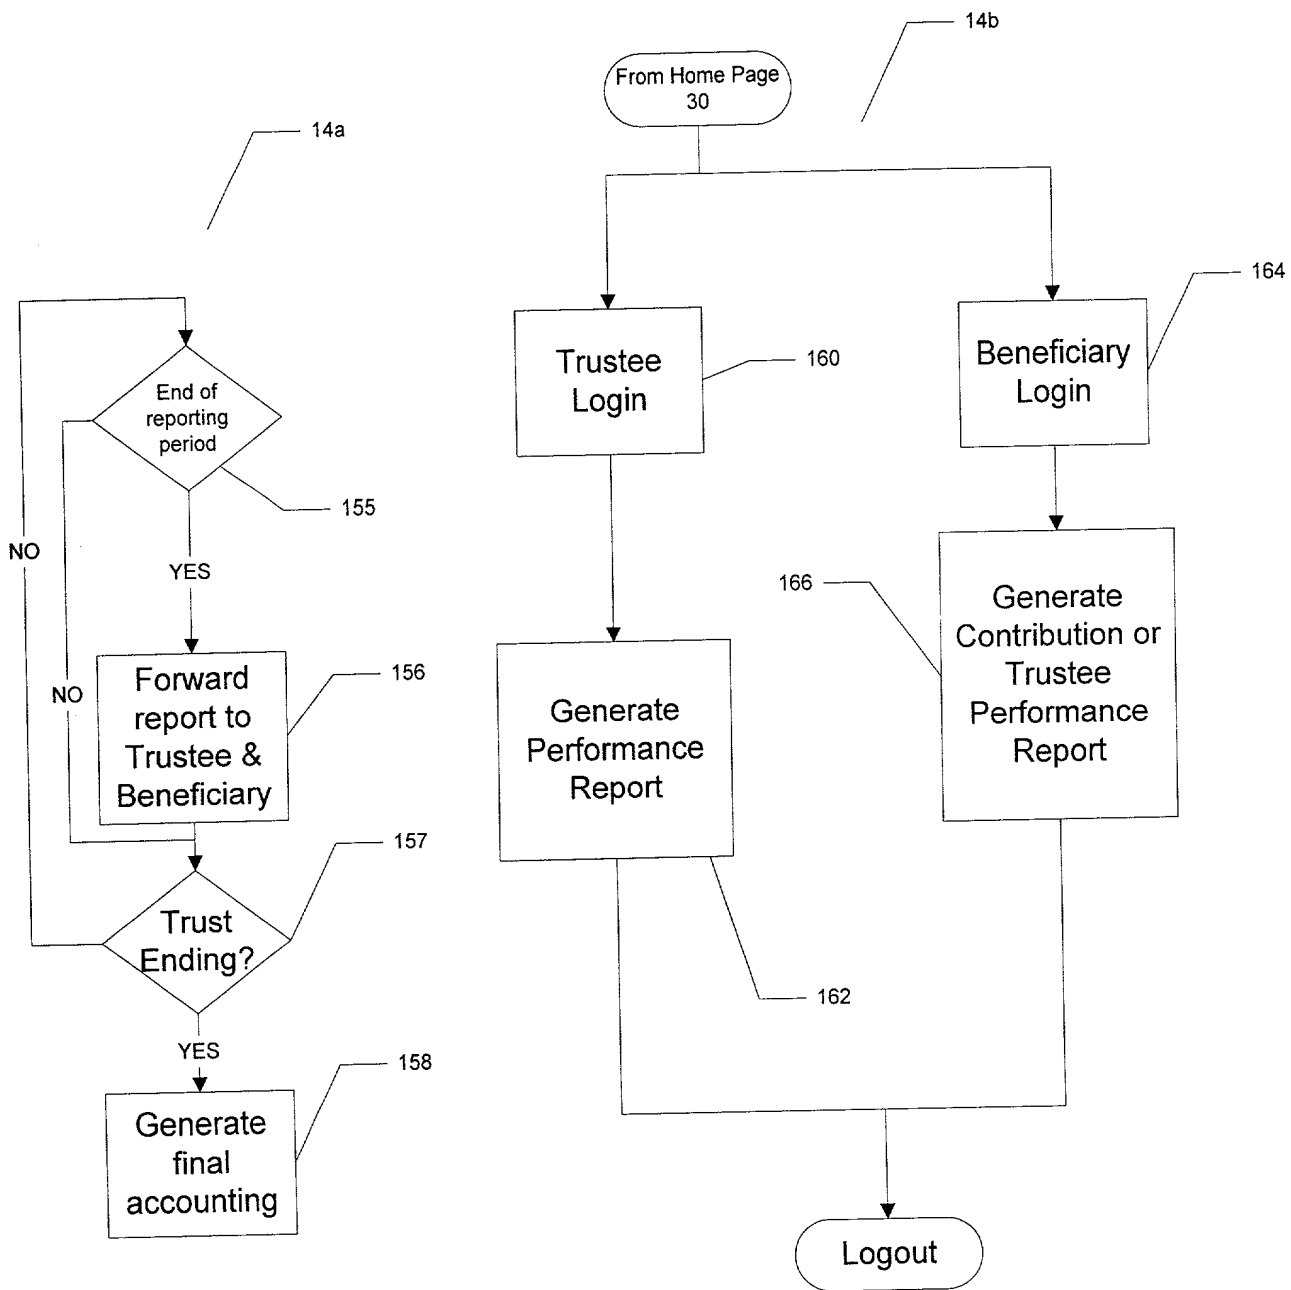 14b
From Home Page
30
14a
164
Trustee
Login
160
Beneficiary
Login
End of
reporting
period
155
NO
YES
166
Generate
Contribution or
Trustee
Performance
Report
NO
Forward
report to
Trustee &
Beneficiary
156
Generate
Performance
Report
157
Trust
Ending?
162
YES
158
Generate
final
accounting
Logout